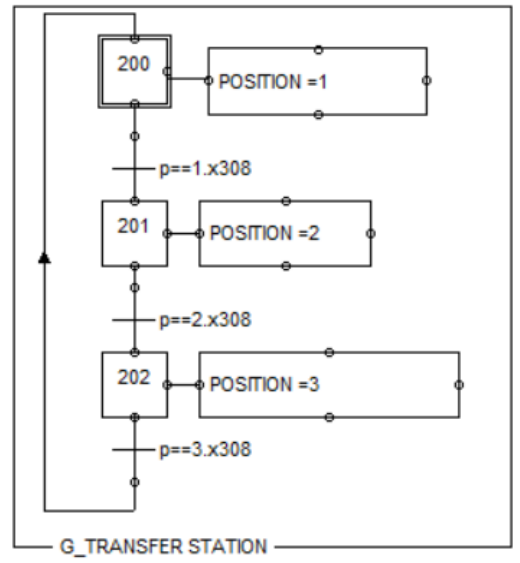 200
POSITION =1
p==1.x308
201
POSITION =2
p==2.x308
202
POSITION =3
p==3.x308
G_TRANSFER STATION